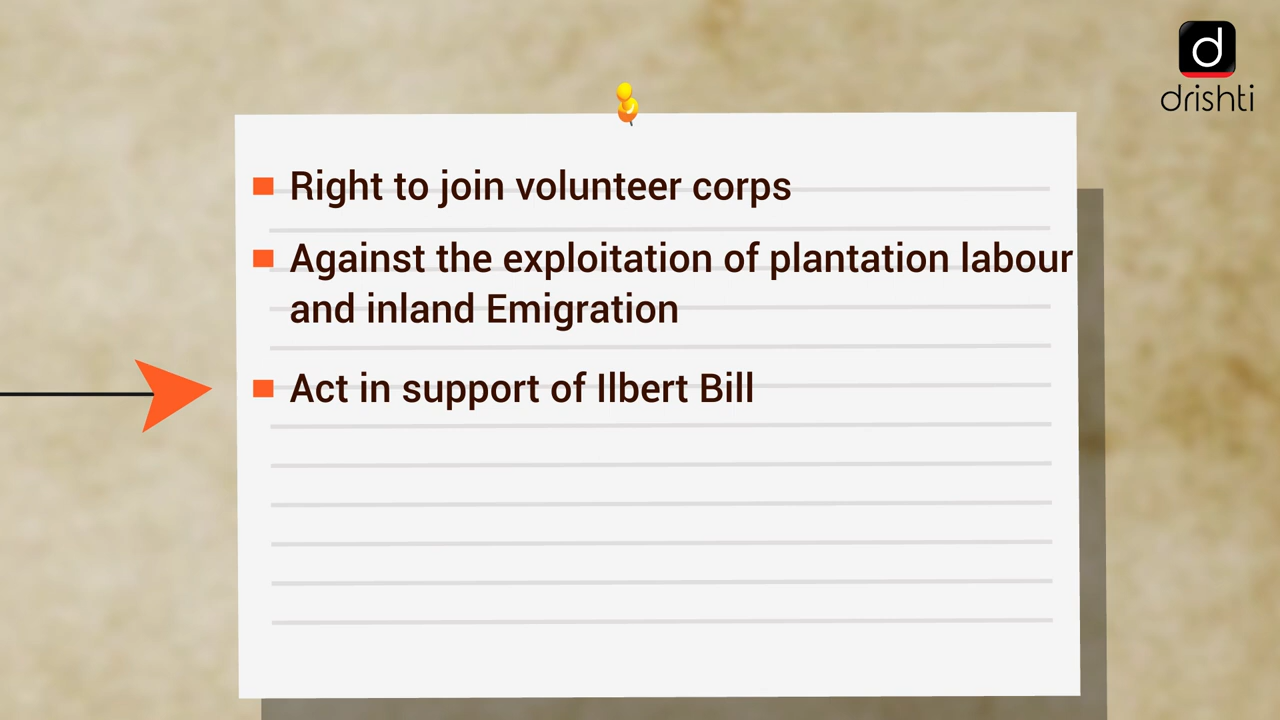 d
drishti
Right to join volunteer corps
Against the exploitation of plantation labour
and inland Emigration
Act in support of Ilbert Bill